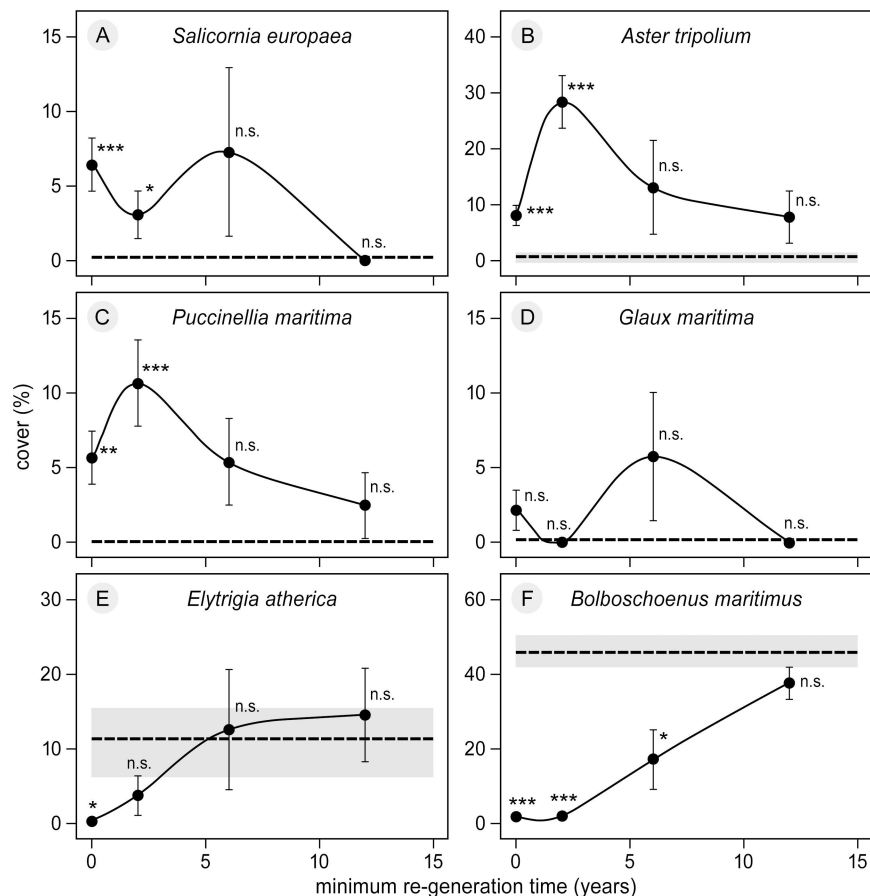 A Salicornia europaea
15
10
5
0
***
*
n.s.
n.s.
B Aster tripolium
40
30
20
10
0
***
***
n.s.
n.s.
C Puccinellia maritima
15
10
5
0
**
***
n.s.
n.s.
D Glaux maritima
15
10
5
0
n.s.
n.s.
n.s.
n.s.
cover (%)
E Elytrigia atherica
30
20
10
0
*
n.s.
n.s.
n.s.
0 5 10 15
F Bolboschoenus maritimus
60
40
20
0
***
***
*
n.s.
0 5 10 15
minimum re-generation time (years)